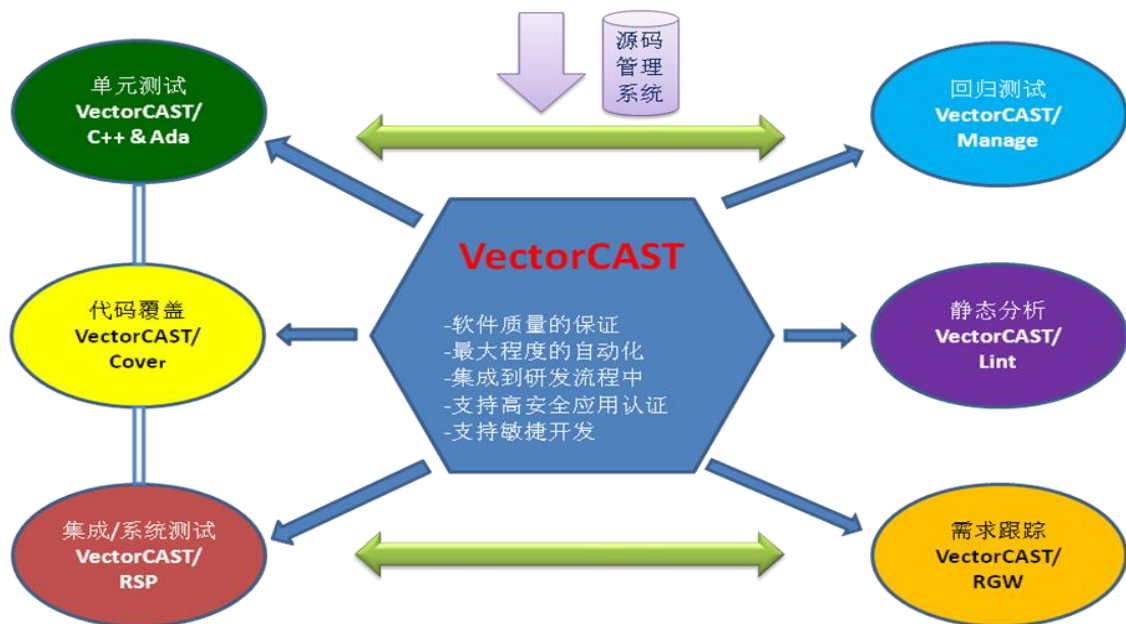 源码
管理
系统
单元测试
VectorCAST/
C++ & Ada
回归测试
VectorCAST/
Manage
VectorCAST
-软件质量的保证
-最大程度的自动化
-集成到研发流程中
-支持高安全应用认证
-支持敏捷开发
代码覆盖
VectorCAST/
Cover
静态分析
VectorCAST/
Lint
集成/系统测试
VectorCAST/
RSP
需求跟踪
VectorCAST/
RGW